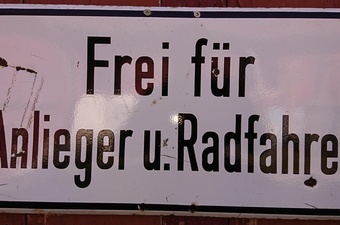 Frei für
Anlieger u. Radfahre